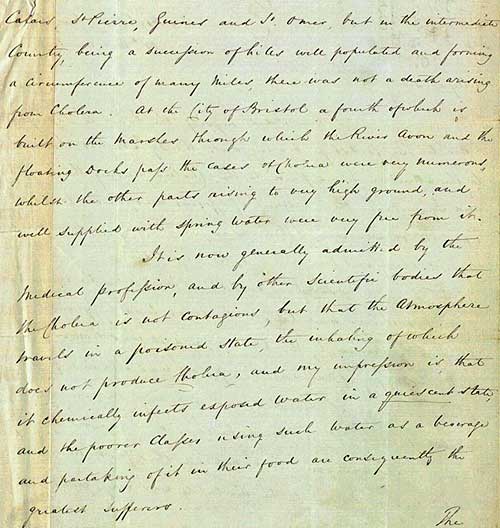 Calais, St Pierre, Guines and St. Omer, but in the intermediate
County, being a succession of hills well populated and forming
a circumference of many Miles, there was not a death arising
from Cholera. At the City of Bristol a fourth of which is
built on the Marshes through which the River Avon and the
floating Docks pass the cases of Cholera were very numerous,
whilst the other parts rising to very high ground, and
well supplied with spring water were very free from it.
It is now generally admitted by the
Medical profession, and by other Scientific bodies that
the Cholera is not contagious, but that the Atmosphere
travels in a poisoned state, the inhaling of which
does not produce Cholera, and my impression is that
it chemically infects exposed water in a quiescent state,
and the poorer Classes using such water as a beverage
and partaking of it in their food are consequently the
greatest sufferers.
The